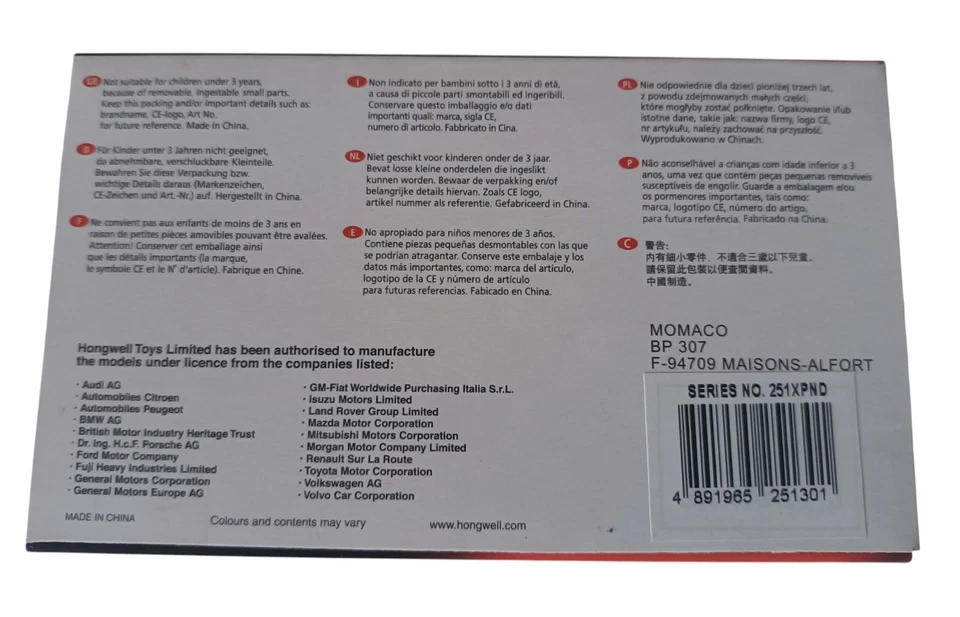 GB Not suitable for children under 3 years,
because of removable, ingestable small parts.
Keep this packing and/or important details such as:
brandname, CE-logo, Art No.
for future reference. Made in China.
D Für Kinder unter 3 Jahren nicht geeignet,
da abnehmbare, verschluckbare Kleinteile.
Bewahren Sie diese Verpackung bzw.
wichtige Details daraus (Markenzeichen,
CE-Zeichen und Art.-Nr.) auf. Hergestellt in China.
F Ne convient pas aux enfants de moins de 3 ans en
raison de petites pièces amovibles pouvant être avalées.
Attention! Conserver cet emballage ainsi
que les détails importants (la marque,
le symbole CE et le N° d'article). Fabrique en Chine.
I Non indicato per bambini sotto i 3 anni di età,
a causa di piccole parti smontabili ed ingeribili.
Conservare questo imballaggio e/o dati
importanti quali: marca, sigla CE,
numero di articolo. Fabbricato in Cina.
NL Niet geschikt voor kinderen onder de 3 jaar.
Bevat losse kleine onderdelen die ingeslikt
kunnen worden. Bewaar de verpakking en/of
belangrijke details hiervan. Zoals CE logo,
artikel nummer als referentie. Gefabriceerd in China.
E No apropiado para niños menores de 3 años.
Contiene piezas pequeñas desmontables con las que
se podrían atragantar. Conserve este embalaje y los
datos más importantes, como: marca del articulo,
logotipo de la CE y número de artículo
para futuras referencias. Fabicado en China.
PL Nie odpowiednie dla dzieci pioniżej trzech lat,
z powodu zdejmowanych małych części,
które mogłyby zostać połknięte. Opakowanie i/lub
istotne dane, takie jak: nazwa firmy, logo CE,
nr artykułu, należy zachować na przyszłość.
Wyprodukowano w Chinach.
P Não aconselhável a crianças com idade inferior a 3
anos, uma vez que contém peças pequenas removíveis
susceptíveis de engolir. Guarde a embalagem e/ou
os pormenores importantes, tais como:
marca, logotipo CE, número do artigo,
para futura referência. Fabricado na China.
C 警告:
内有細小零件﹐不適合三歲以下兒童。
請保留此包裝以便查閱資料。
中國制造。
Hongwell Toys Limited has been authorised to manufacture
the models under licence from the companies listed:
· Audi AG
· Automobiles Citroen
· Automobiles Peugeot
· BMW AG
· British Motor Industry Heritage Trust
· Dr. Ing. H.c.F. Porsche AG
· Ford Motor Company
· Fuji Heavy Industries Limited
· General Motors Corporation
· General Motors Europe AG
· GM-Fiat Worldwide Purchasing Italia S.r.L.
· Isuzu Motors Limited
· Land Rover Group Limited
· Mazda Motor Corporation
· Mitsubishi Motors Corporation
· Morgan Motor Company Limited
· Renault Sur La Route
· Toyota Motor Corporation
· Volkswagen AG
· Volvo Car Corporation
MOMACO
BP 307
F-94709 MAISONS-ALFORT
SERIES NO. 251XPND
4 891965 251301
MADE IN CHINA
Colours and contents may vary
www.hongwell.com